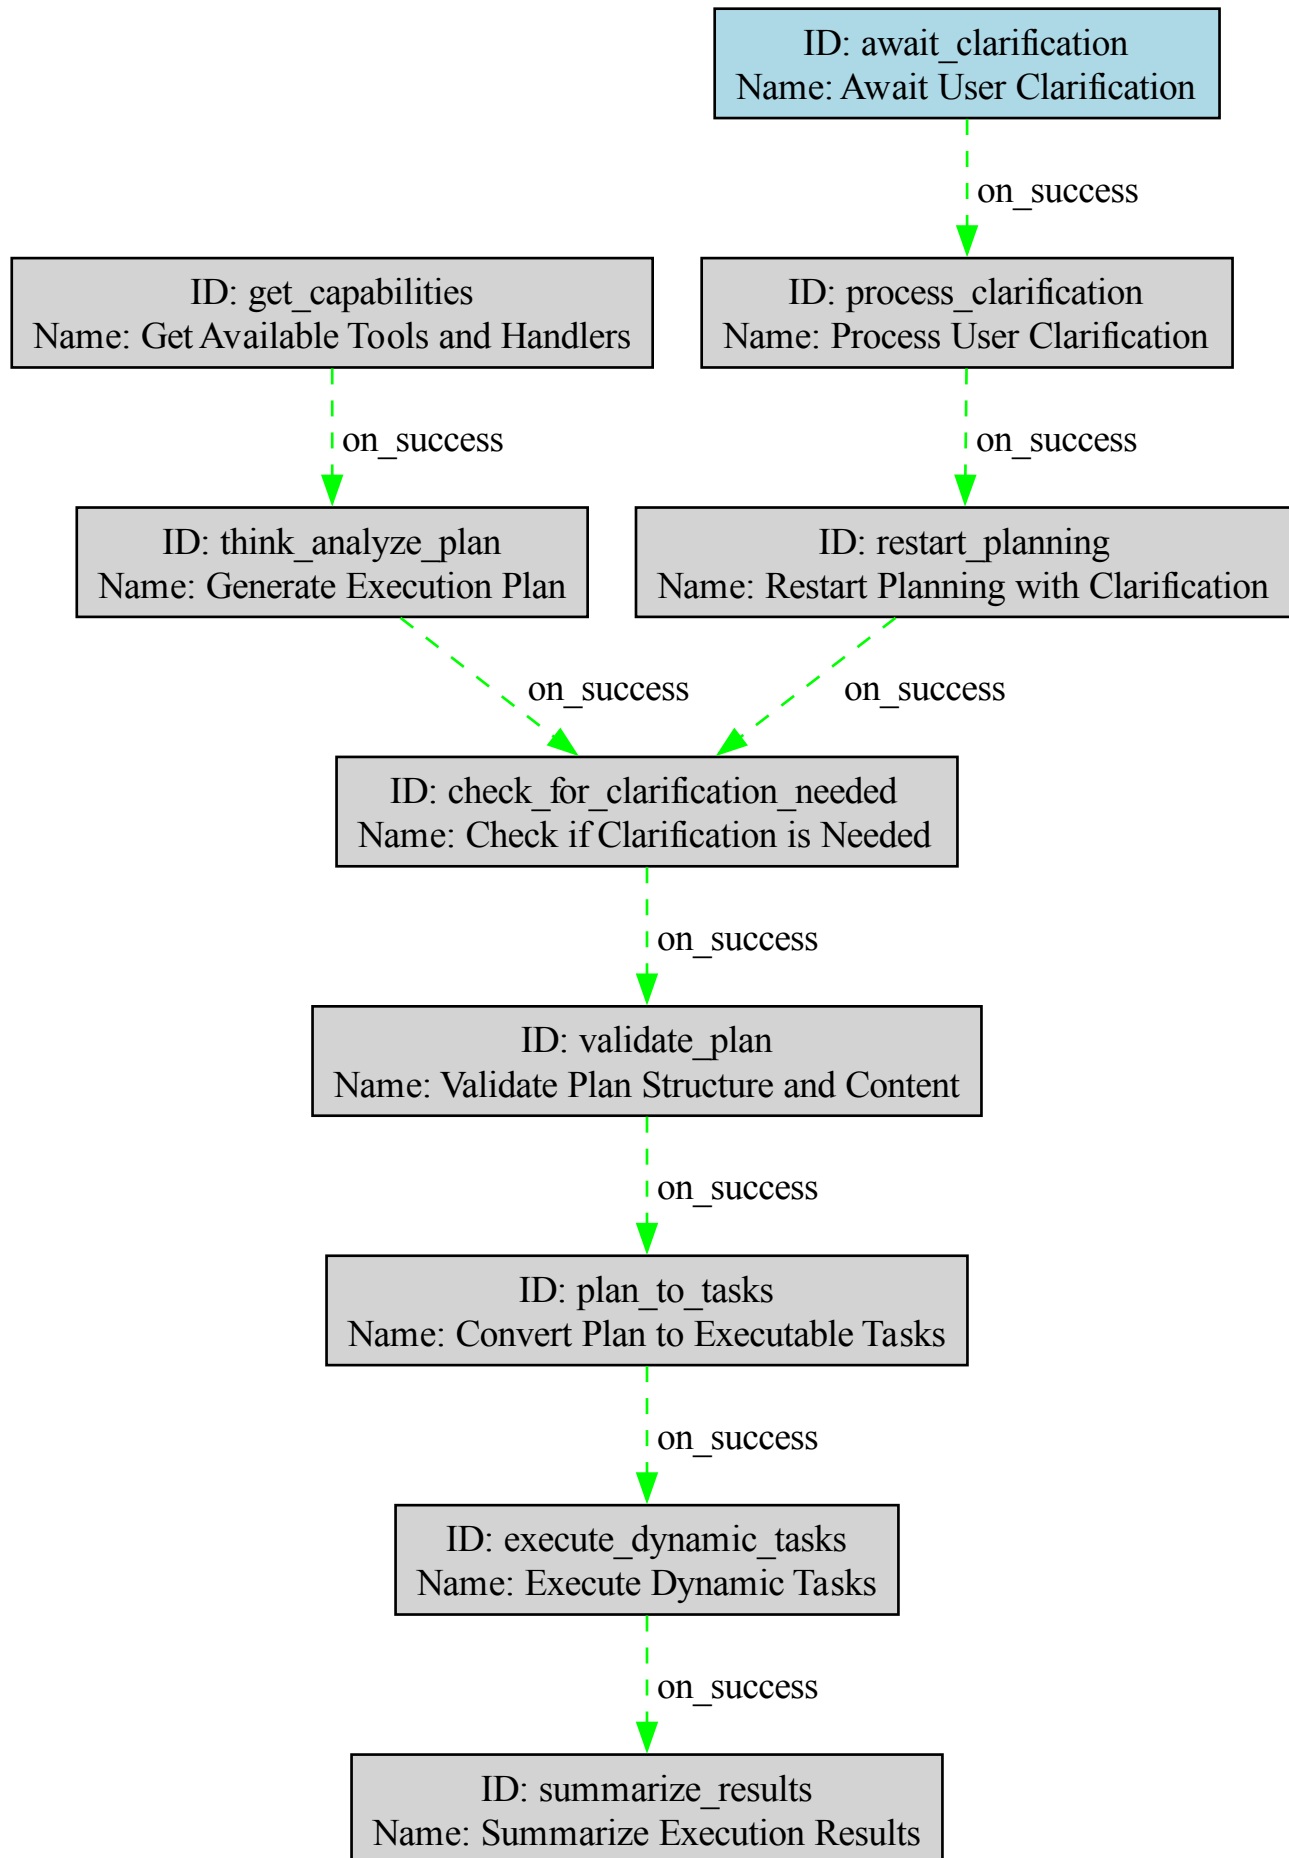 ID: await_clarification
Name: Await User Clarification
on_success
ID: get_capabilities
Name: Get Available Tools and Handlers
ID: process_clarification
Name: Process User Clarification
on_success
on_success
ID: think_analyze_plan
Name: Generate Execution Plan
ID: restart_planning
Name: Restart Planning with Clarification
on_success
on_success
ID: check_for_clarification_needed
Name: Check if Clarification is Needed
on_success
ID: validate_plan
Name: Validate Plan Structure and Content
on_success
ID: plan_to_tasks
Name: Convert Plan to Executable Tasks
on_success
ID: execute_dynamic_tasks
Name: Execute Dynamic Tasks
on_success
ID: summarize_results
Name: Summarize Execution Results